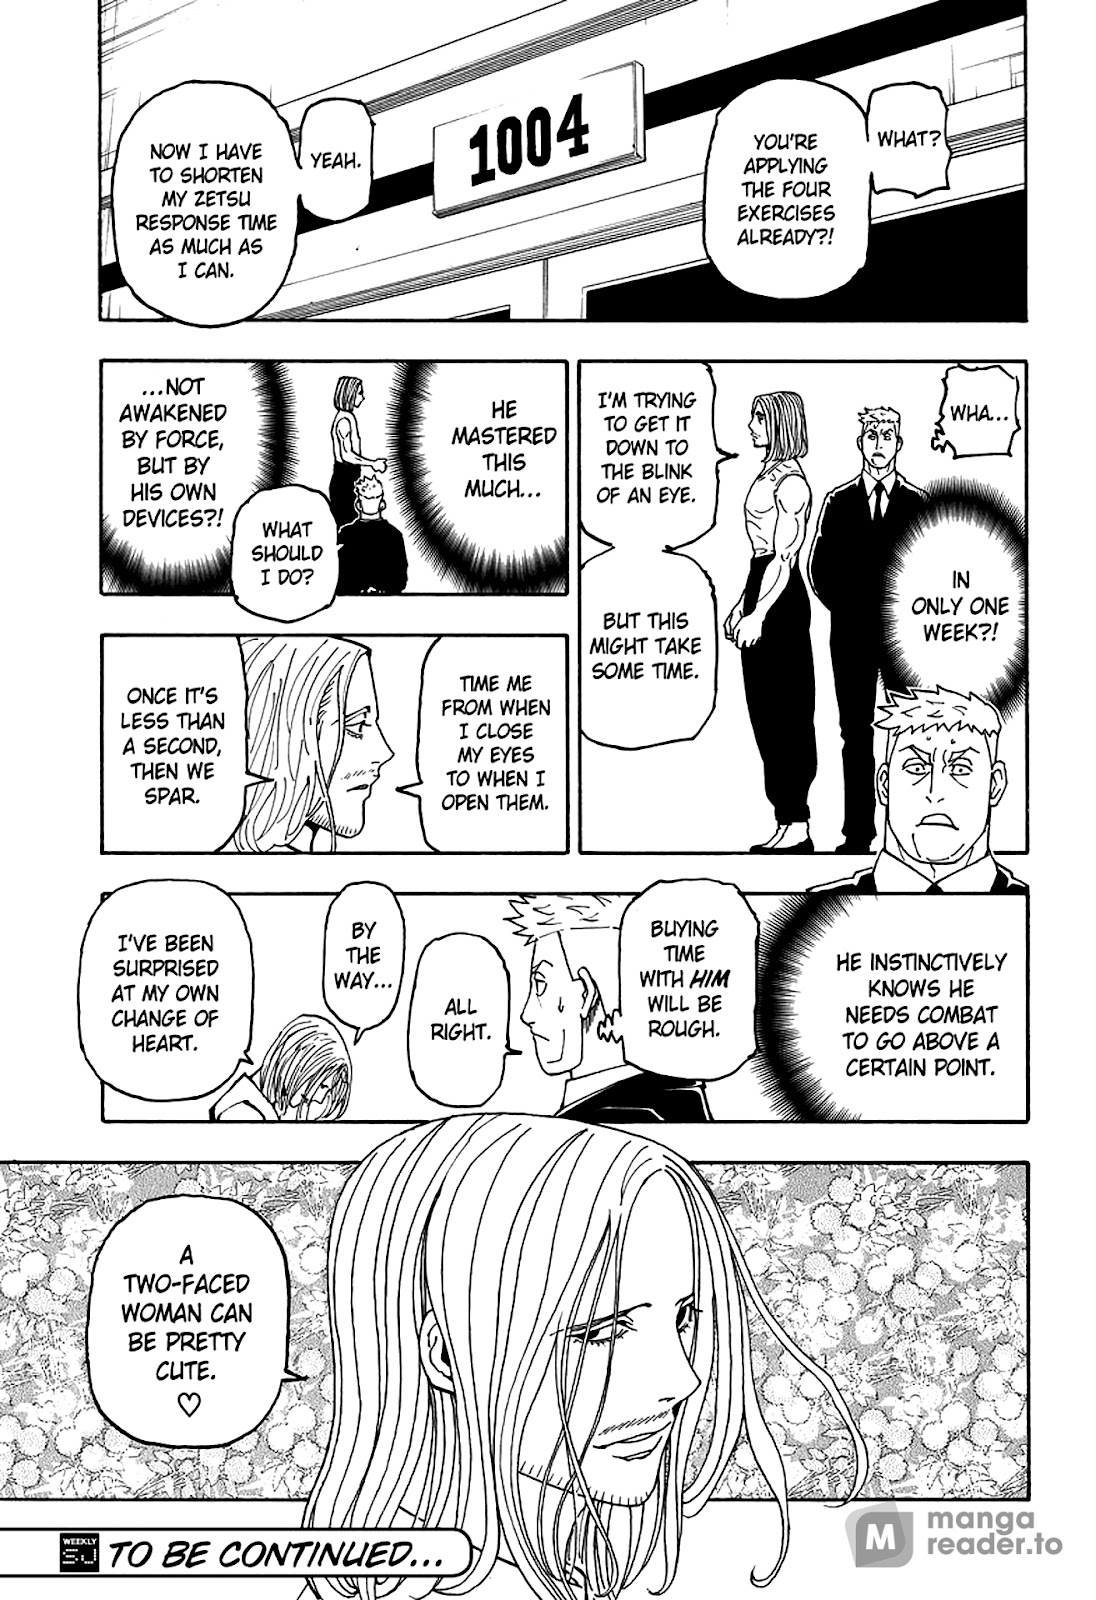 WHAT?
YOU'RE
APPLYING
THE FOUR
EXERCISES
ALREADY?!
1004
YEAH.
NOW I HAVE
TO SHORTEN
MY ZETSU
RESPONSE TIME
AS MUCH AS
I CAN.
WHA...
IN
ONLY ONE
WEEK?!
I'M TRYING
TO GET IT
DOWN TO
THE BLINK
OF AN EYE.
BUT THIS
MIGHT TAKE
SOME TIME.
HE
MASTERED
THIS
MUCH...
...NOT
AWAKENED
BY FORCE,
BUT BY
HIS OWN
DEVICES?!
WHAT
SHOULD
I DO?
TIME ME
FROM WHEN
I CLOSE
MY EYES
TO WHEN I
OPEN THEM.
ONCE IT'S
LESS THAN
A SECOND,
THEN WE
SPAR.
HE INSTINCTIVELY
KNOWS HE
NEEDS COMBAT
TO GO ABOVE A
CERTAIN POINT.
BUYING
TIME
WITH HIM
WILL BE
ROUGH.
ALL
RIGHT.
BY
THE
WAY...
I'VE BEEN
SURPRISED
AT MY OWN
CHANGE OF
HEART.
A
TWO-FACED
WOMAN CAN
BE PRETTY
CUTE.
♡
WEEKLY
SJ
TO BE CONTINUED...
M
manga
reader.to